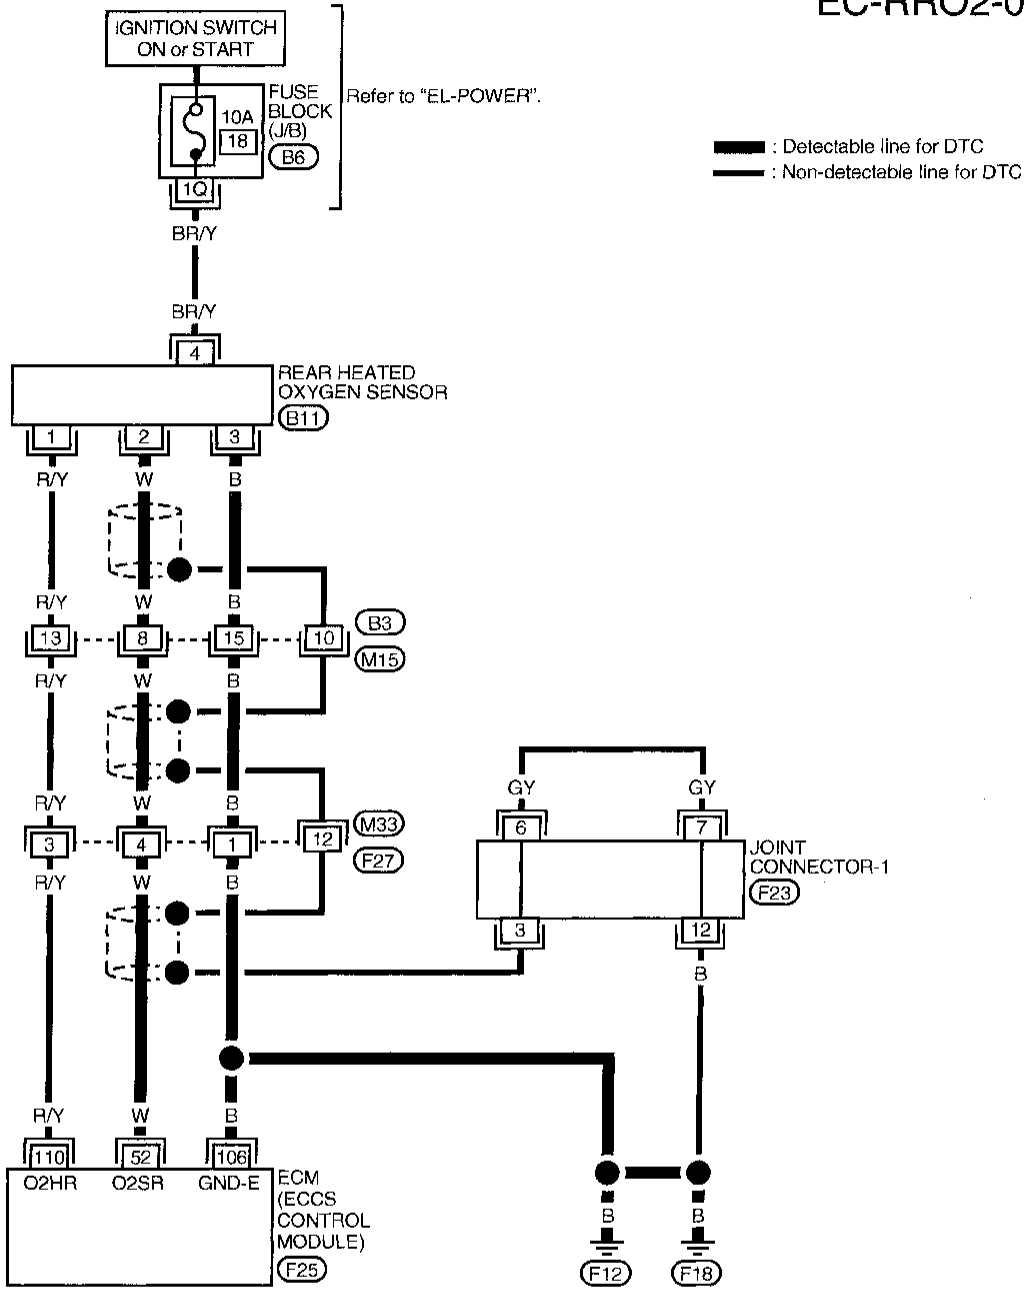 EC-RRO2-0
IGNITION SWITCH
ON or START
FUSE
BLOCK
(J/B)
B6
10A
18
Refer to "EL-POWER".
1Q
: Detectable line for DTC
: Non-detectable line for DTC
BR/Y
BR/Y
4
REAR HEATED
OXYGEN SENSOR
B11
1 2 3
R/Y W B
R/Y W B
13 8 15 10
B3
M15
R/Y W B
R/Y W B
3 4 1 12
M33
F27
R/Y W B
GY GY
6 7
JOINT
CONNECTOR-1
F23
3 12
B
R/Y W B
110 52 106
O2HR O2SR GND-E
ECM
(ECCS
CONTROL
MODULE)
F25
B B
F12 F18